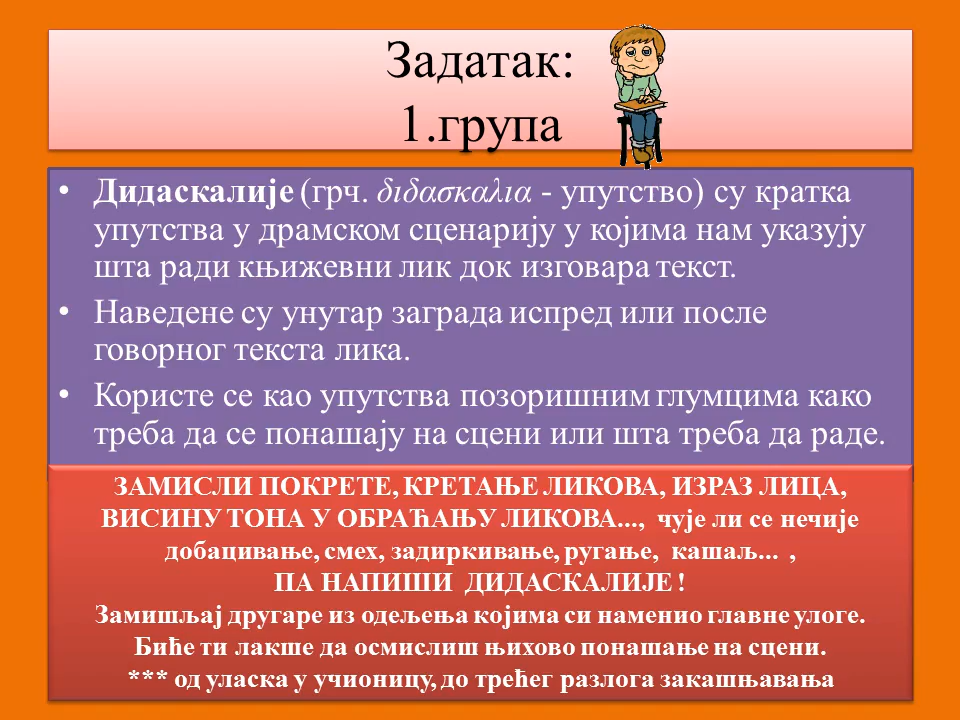 Задатак:
1.група
• Дидаскалије (грч. διδασκαλια - упутство) су кратка
упутства у драмском сценарију у којима нам указују
шта ради књижевни лик док изговара текст.
• Наведене су унутар заграда испред или после
говорног текста лика.
• Користе се као упутства позоришним глумцима како
треба да се понашају на сцени или шта треба да раде.
ЗАМИСЛИ ПОКРЕТЕ, КРЕТАЊЕ ЛИКОВА, ИЗРАЗ ЛИЦА,
ВИСИНУ ТОНА У ОБРАЋАЊУ ЛИКОВА..., чује ли се нечије
добацивање, смех, задиркивање, ругање, кашаљ... ,
ПА НАПИШИ ДИДАСКАЛИЈЕ !
Замишљај другаре из одељења којима си наменио главне улоге.
Биће ти лакше да осмислиш њихово понашање на сцени.
*** од уласка у учионицу, до трећег разлога закашњавања